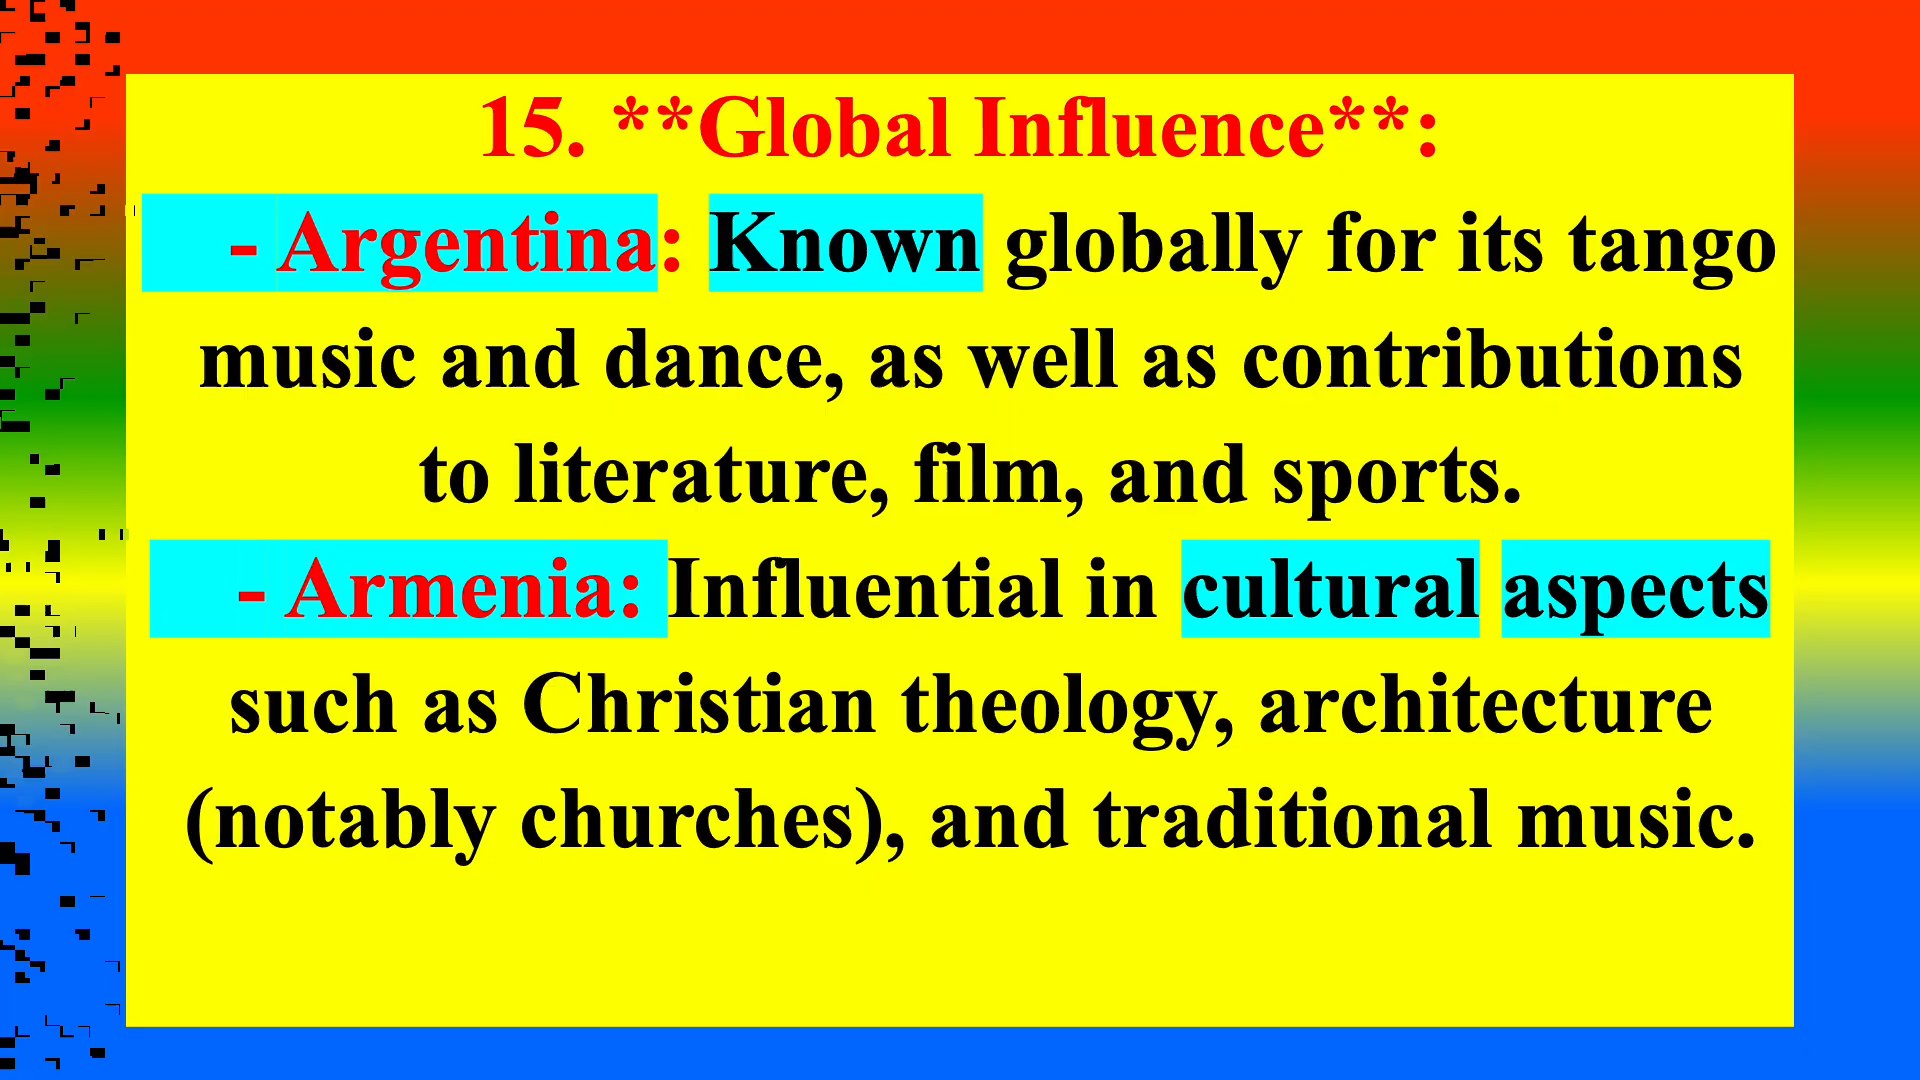 15. **Global Influence**:
- Argentina: Known globally for its tango
music and dance, as well as contributions
to literature, film, and sports.
- Armenia: Influential in cultural aspects
such as Christian theology, architecture
(notably churches), and traditional music.